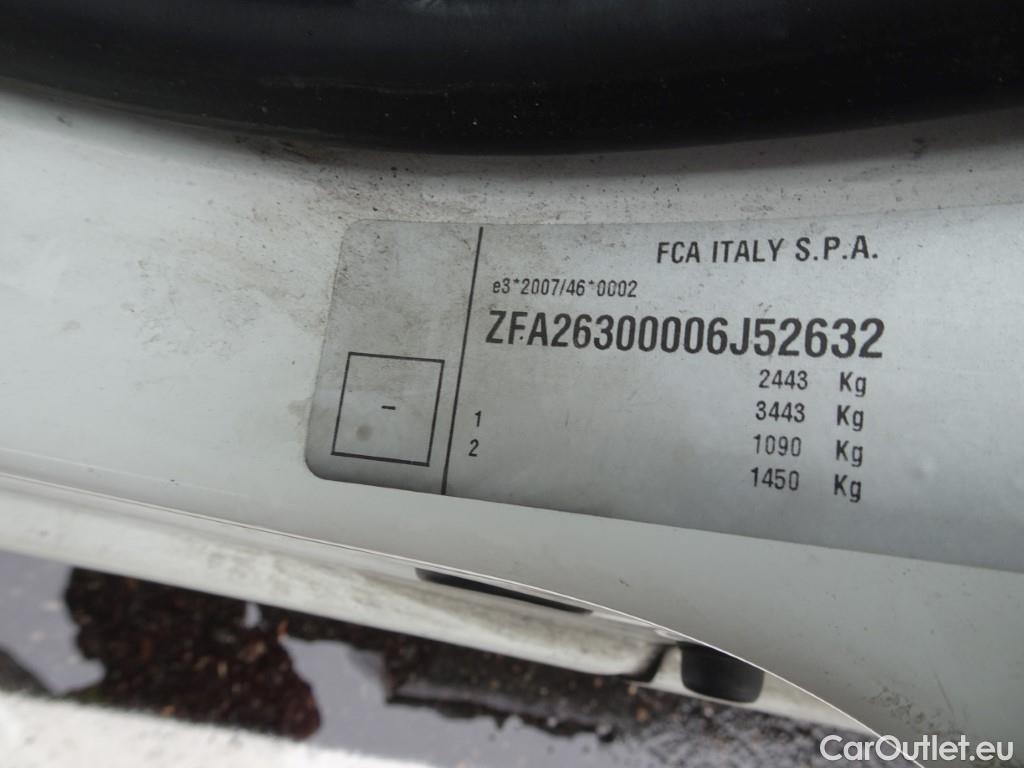 FCA ITALY S.P.A.
e3*2007/46*0002
ZFA26300006J52632
2443 Kg
1 3443 Kg
2 1090 Kg
1450 Kg
-
CarOutlet.eu